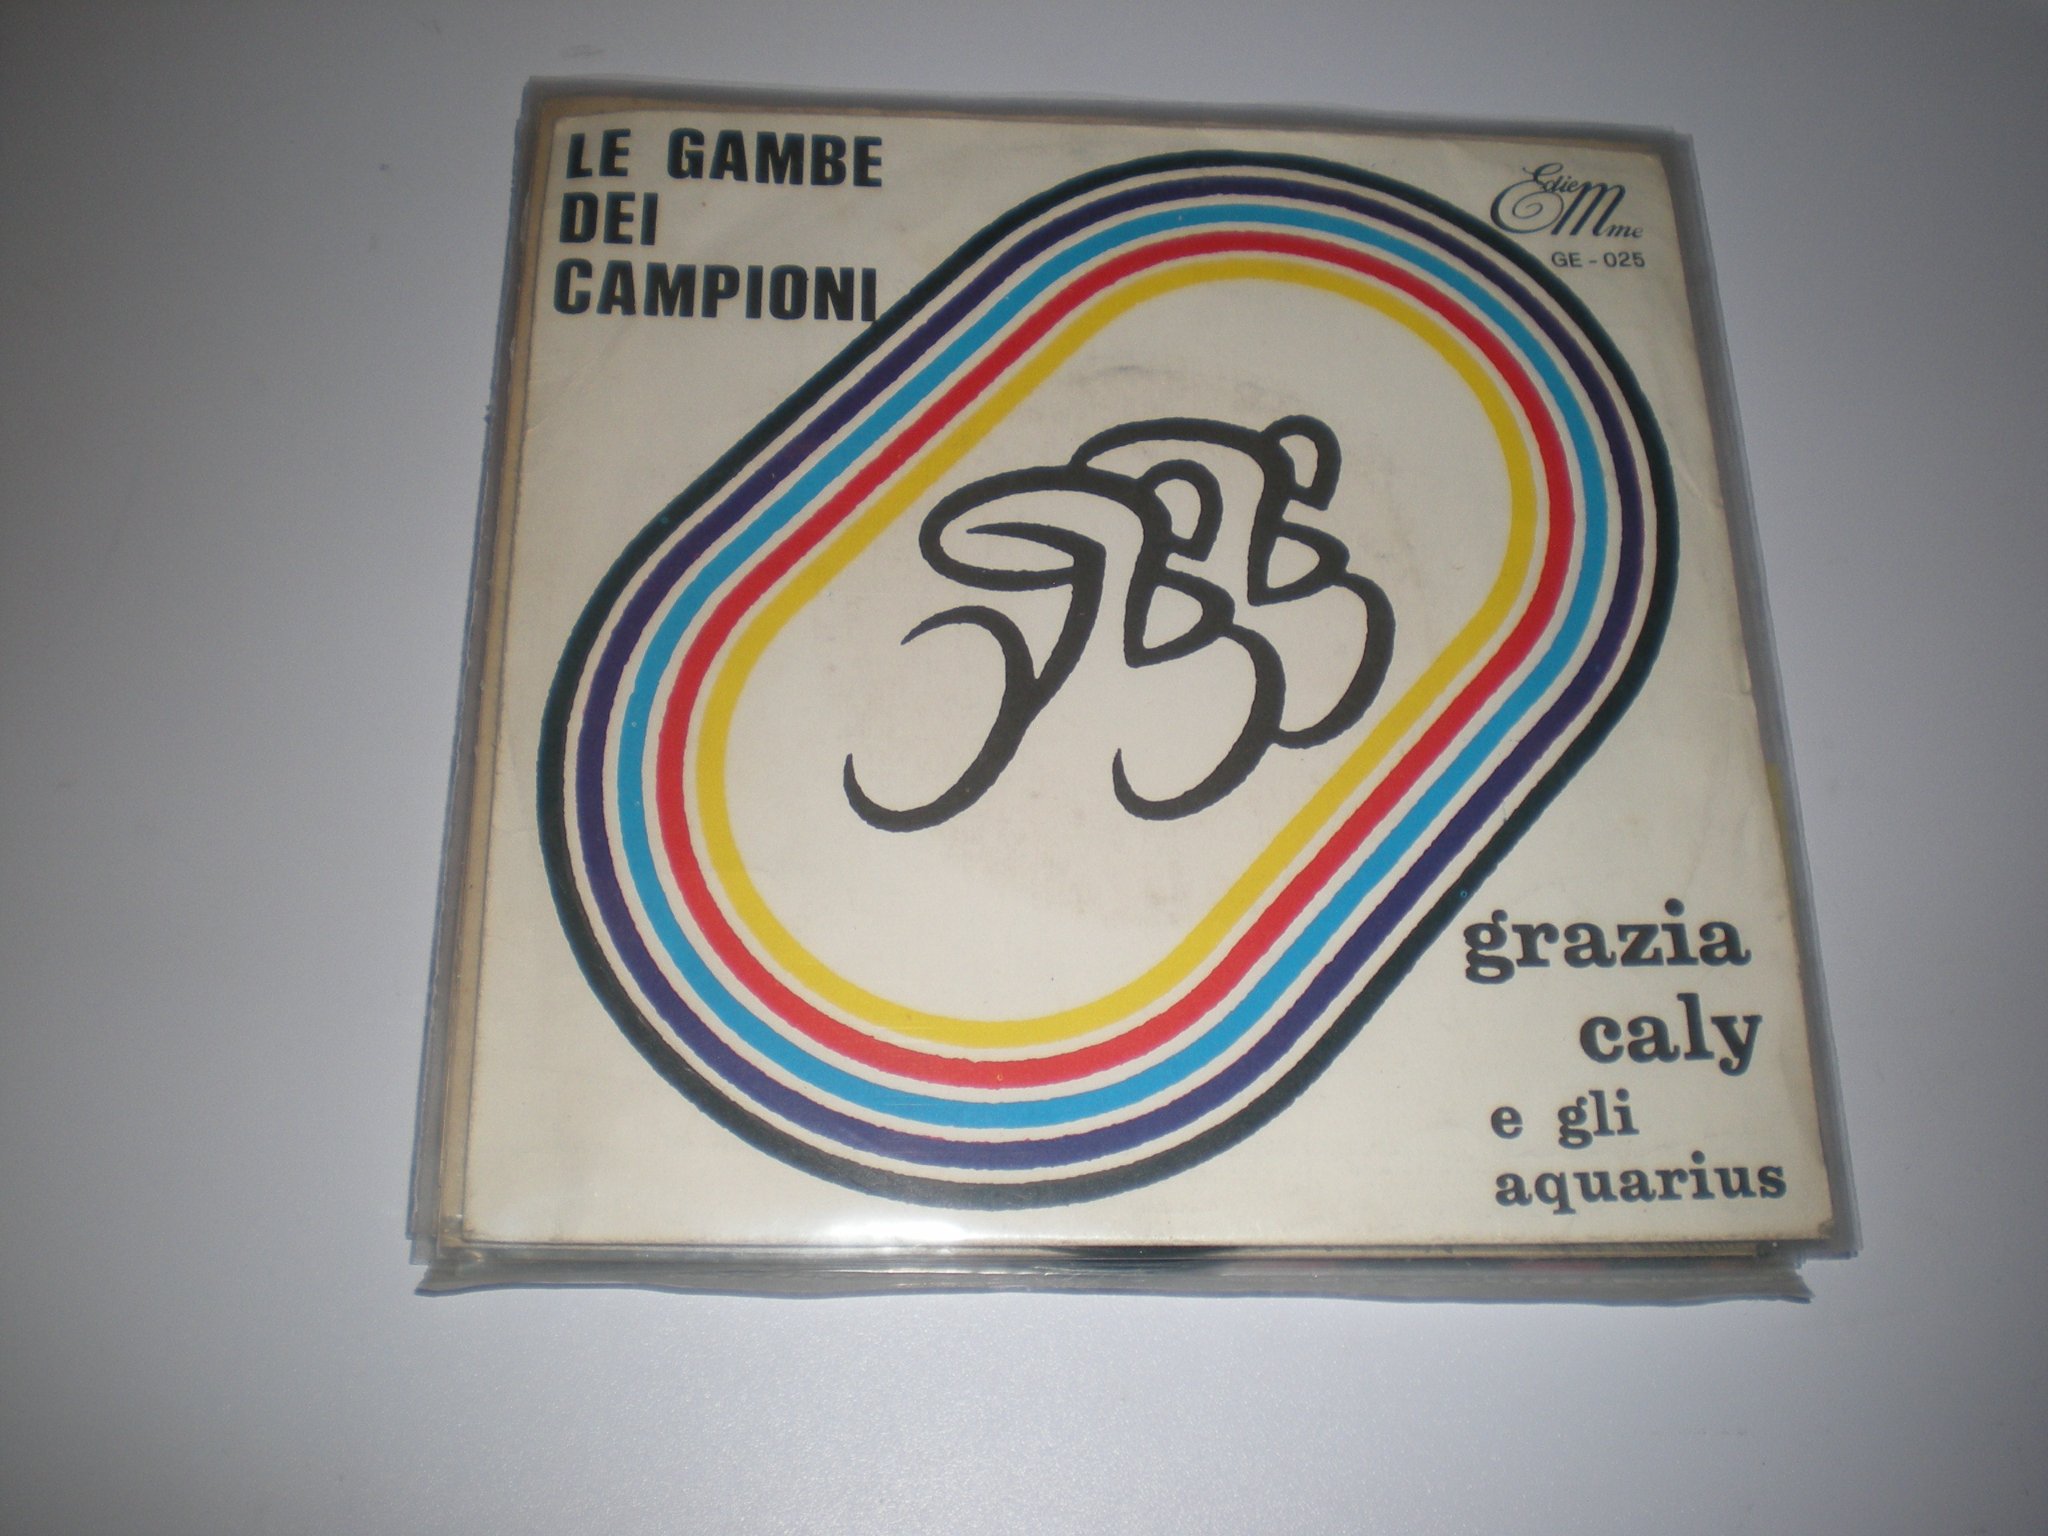 LE GAMBE
DEI
CAMPIONI
EdiEmme
GE - 025
grazia
caly
e gli
aquarius